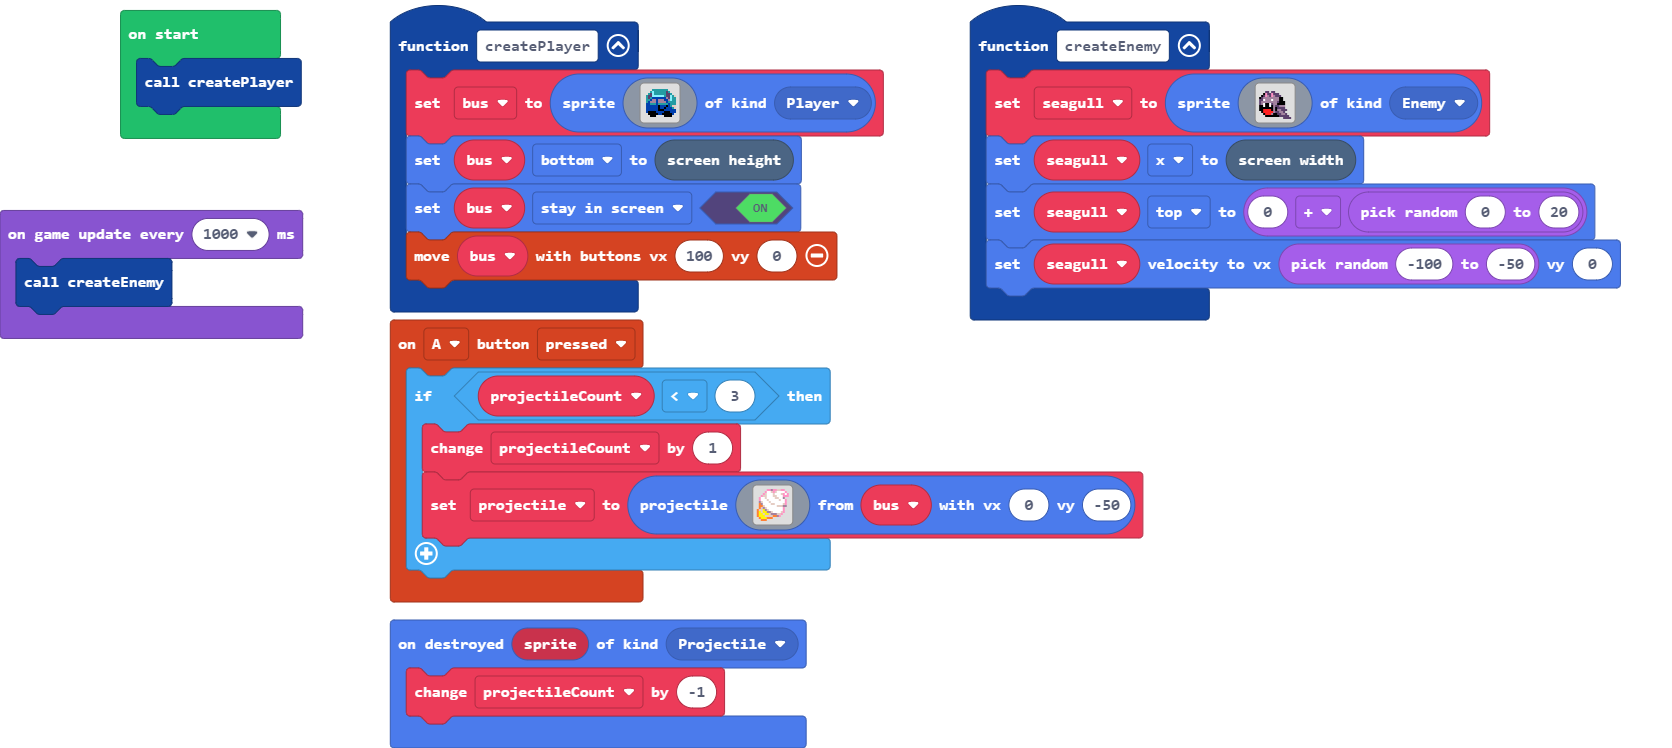 on start
call createPlayer
on game update every 1000 ms
call createEnemy
function createPlayer
set bus to sprite of kind Player
set bus bottom to screen height
set bus stay in screen ON
move bus with buttons vx 100 vy 0
on A button pressed
if projectileCount < 3 then
change projectileCount by 1
set projectile to projectile from bus with vx 0 vy -50
on destroyed sprite of kind Projectile
change projectileCount by -1
function createEnemy
set seagull to sprite of kind Enemy
set seagull x to screen width
set seagull top to 0 + pick random 0 to 20
set seagull velocity to vx pick random -100 to -50 vy 0